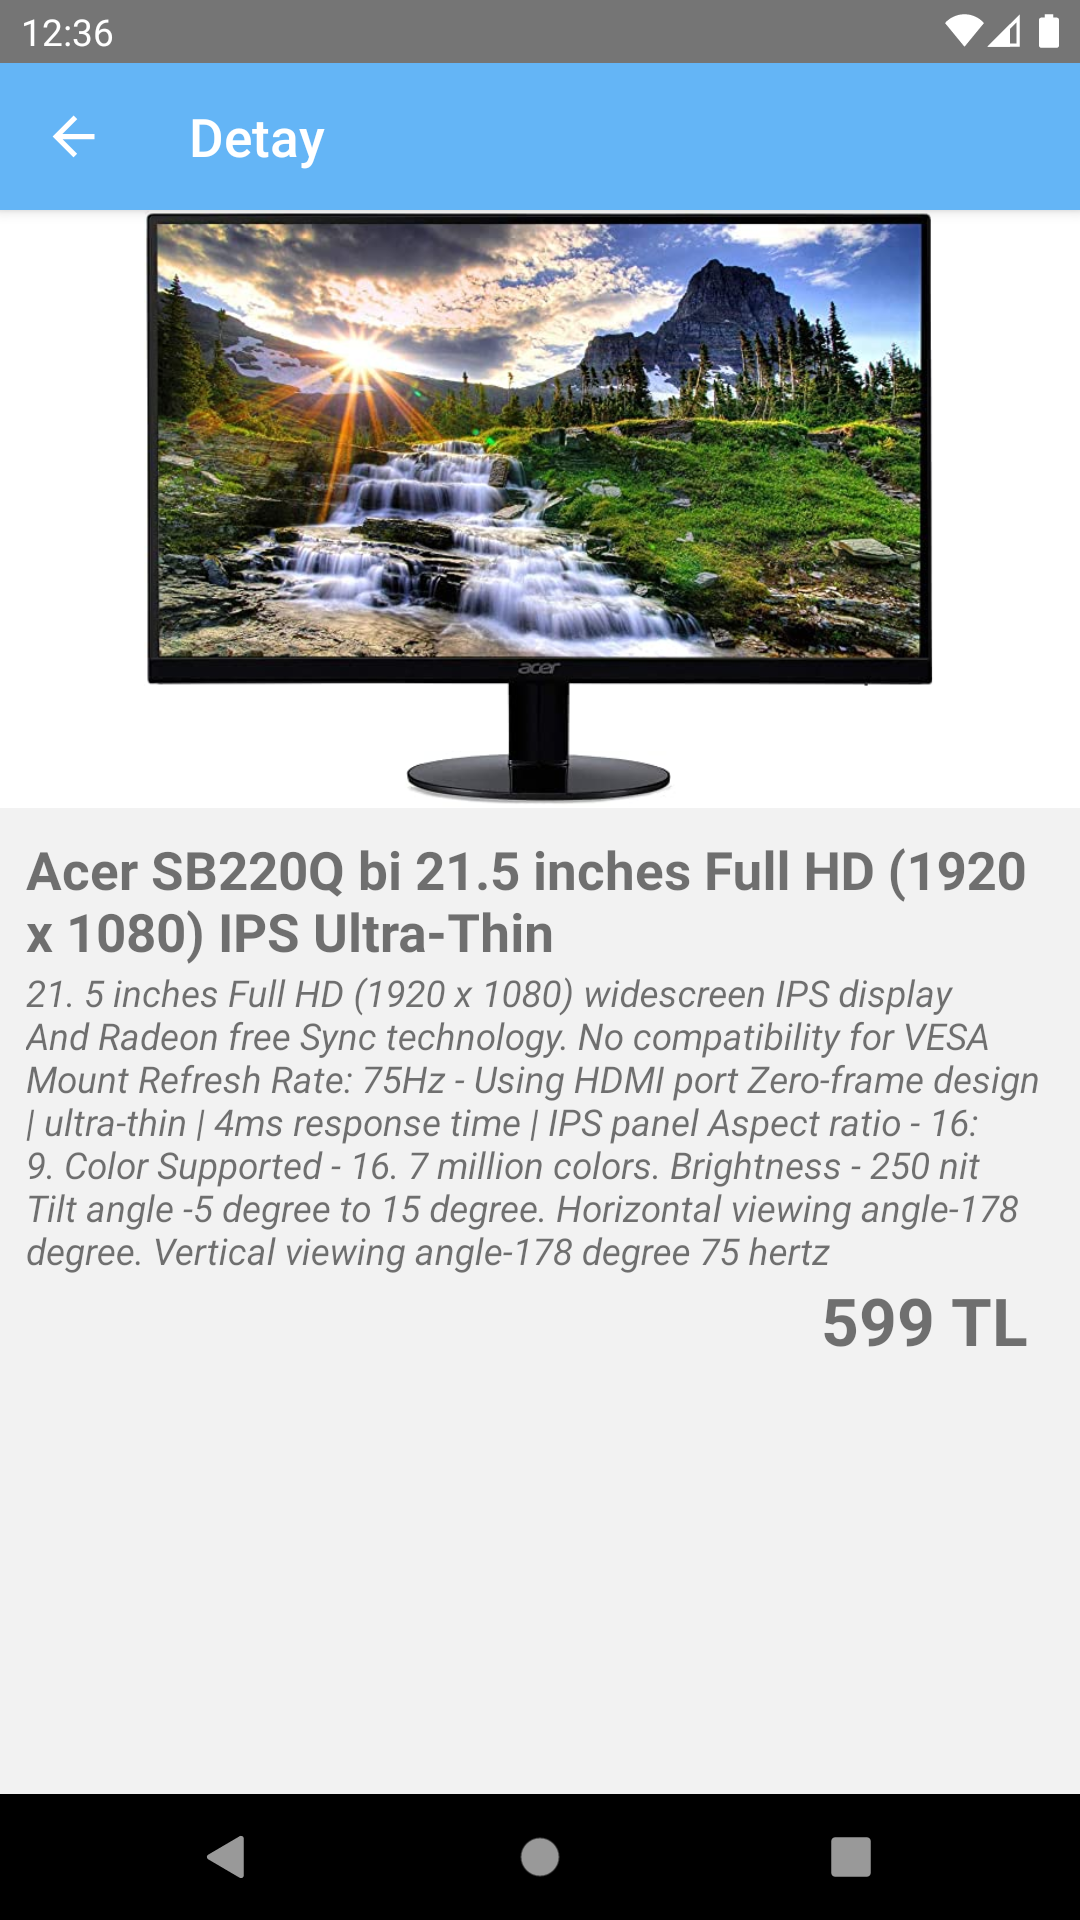 12:36
Detay
acer
Acer SB220Q bi 21.5 inches Full HD (1920
x 1080) IPS Ultra-Thin
21. 5 inches Full HD (1920 x 1080) widescreen IPS display
And Radeon free Sync technology. No compatibility for VESA
Mount Refresh Rate: 75Hz - Using HDMI port Zero-frame design
| ultra-thin | 4ms response time | IPS panel Aspect ratio - 16:
9. Color Supported - 16. 7 million colors. Brightness - 250 nit
Tilt angle -5 degree to 15 degree. Horizontal viewing angle-178
degree. Vertical viewing angle-178 degree 75 hertz
599 TL